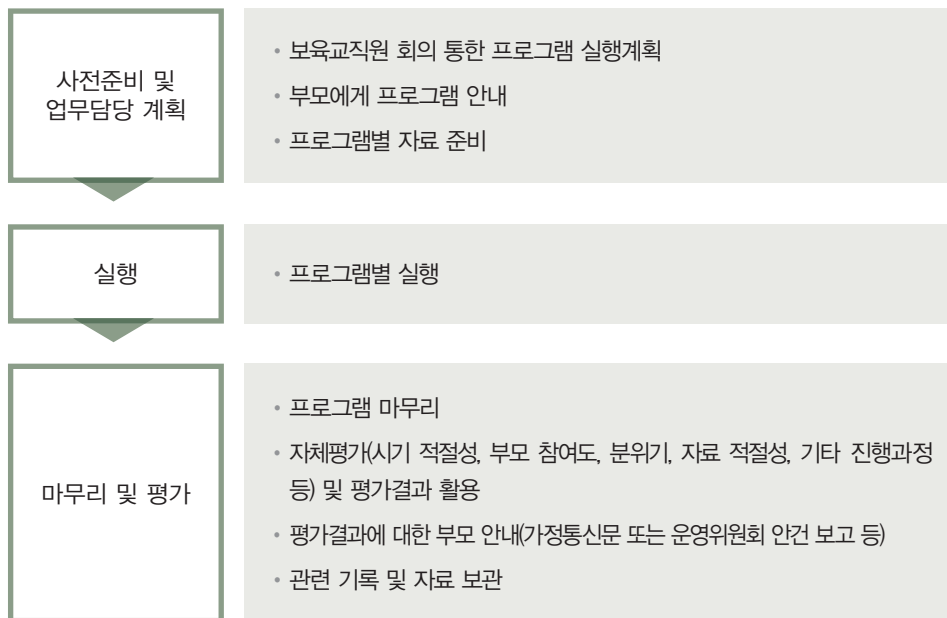 사전준비 및
업무담당 계획
• 보육교직원 회의 통한 프로그램 실행계획
• 부모에게 프로그램 안내
• 프로그램별 자료 준비
실행
• 프로그램별 실행
마무리 및 평가
• 프로그램 마무리
• 자체평가(시기 적절성, 부모 참여도, 분위기, 자료 적절성, 기타 진행과정
등) 및 평가결과 활용
• 평가결과에 대한 부모 안내(가정통신문 또는 운영위원회 안건 보고 등)
• 관련 기록 및 자료 보관